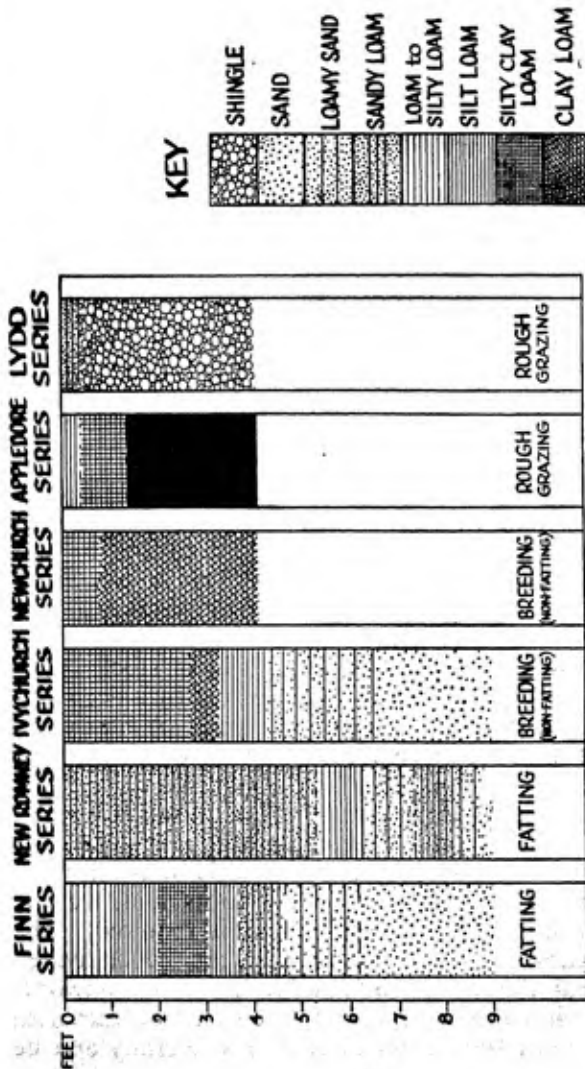 FEET
0
1
2
3
4
5
6
7
8
9
FINN
SERIES
NEW ROMNEY
SERIES
IVYCHURCH
SERIES
NEWCHURCH
SERIES
APPLEDORE
SERIES
LYDD
SERIES
FATTING
FATTING
BREEDING
(NON-FATTING)
BREEDING
(NON-FATTING)
ROUGH
GRAZING
ROUGH
GRAZING
KEY
SHINGLE
SAND
LOAMY SAND
SANDY LOAM
LOAM to
SILTY LOAM
SILT LOAM
SILTY CLAY
LOAM
CLAY LOAM